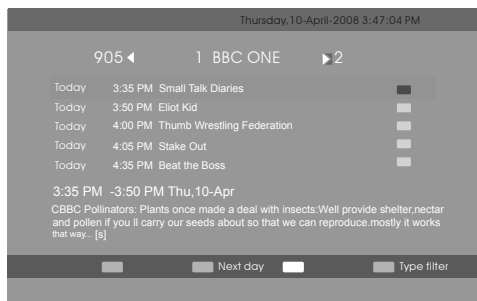 Thursday,10-April-2008 3:47:04 PM
905 1 BBC ONE 2
Today 3:35 PM Small Talk Diaries
Today 3:50 PM Eliot Kid
Today 4:00 PM Thumb Wrestling Federation
Today 4:05 PM Stake Out
Today 4:35 PM Beat the Boss
3:35 PM -3:50 PM Thu,10-Apr
CBBC Pollinators: Plants once made a deal with insects:Well provide shelter,nectar
and pollen if you ll carry our seeds about so that we can reproduce.mostly it works
that way... [s]
Next day Type filter